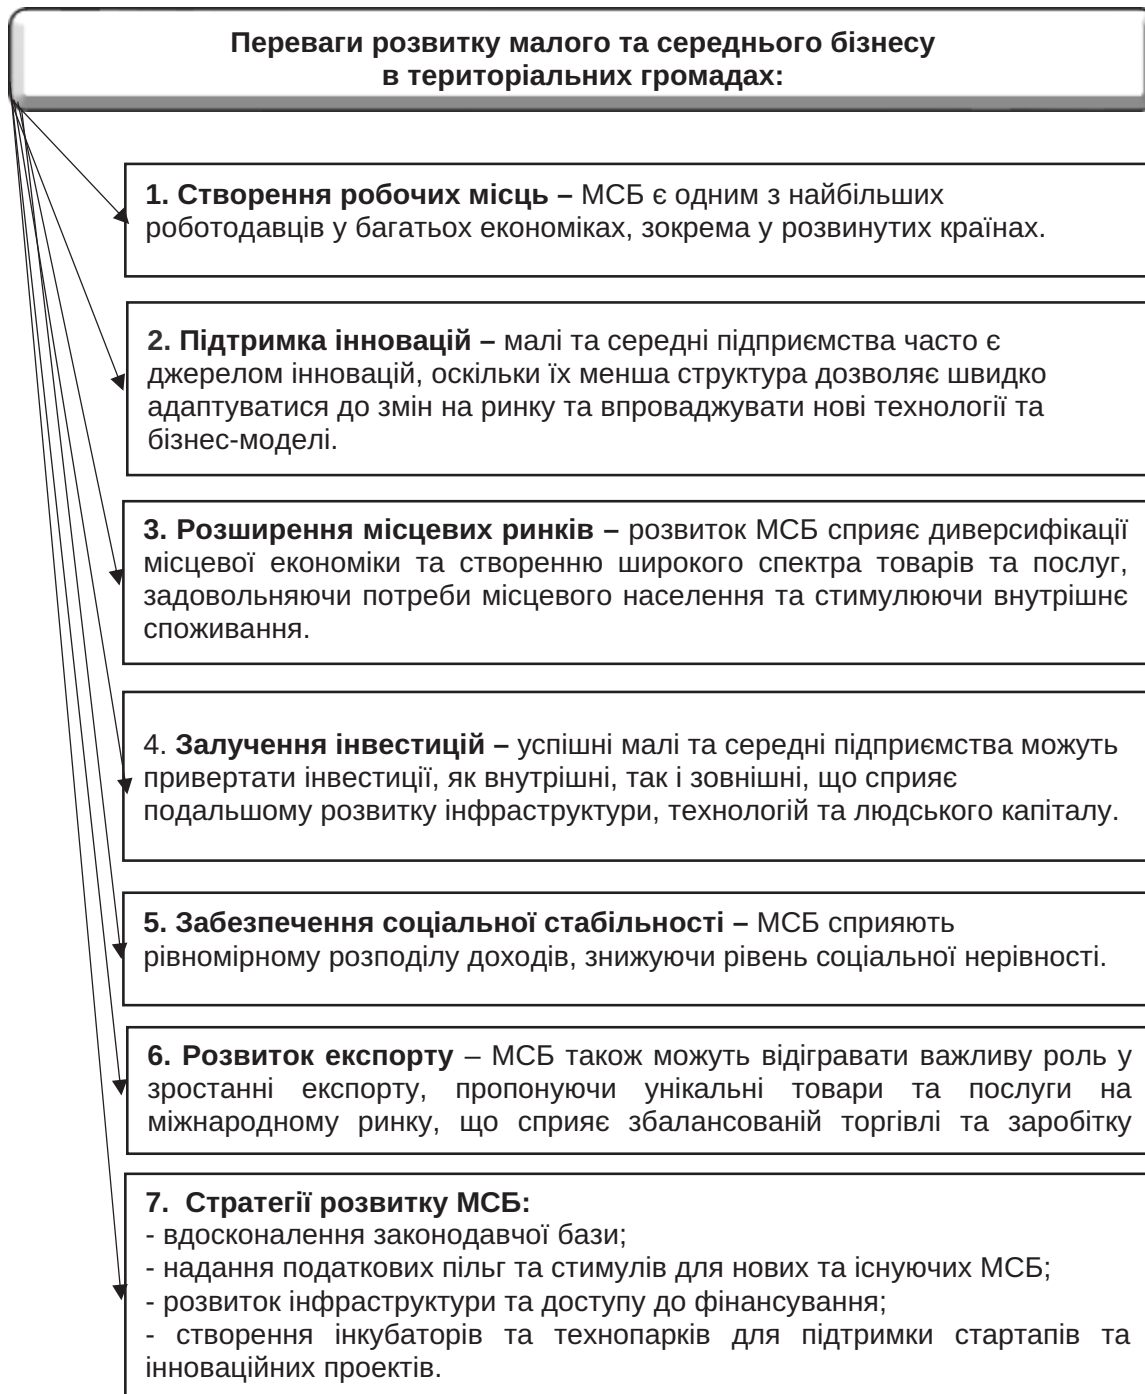 Переваги розвитку малого та середнього бізнесу
в територіальних громадах:
1. Створення робочих місць – МСБ є одним з найбільших
роботодавців у багатьох економіках, зокрема у розвинутих країнах.
2. Підтримка інновацій – малі та середні підприємства часто є
джерелом інновацій, оскільки їх менша структура дозволяє швидко
адаптуватися до змін на ринку та впроваджувати нові технології та
бізнес-моделі.
3. Розширення місцевих ринків – розвиток МСБ сприяє диверсифікації
місцевої економіки та створенню широкого спектра товарів та послуг,
задовольняючи потреби місцевого населення та стимулюючи внутрішнє
споживання.
4. Залучення інвестицій – успішні малі та середні підприємства можуть
привертати інвестиції, як внутрішні, так і зовнішні, що сприяє
подальшому розвитку інфраструктури, технологій та людського капіталу.
5. Забезпечення соціальної стабільності – МСБ сприяють
рівномірному розподілу доходів, знижуючи рівень соціальної нерівності.
6. Розвиток експорту – МСБ також можуть відігравати важливу роль у
зростанні експорту, пропонуючи унікальні товари та послуги на
міжнародному ринку, що сприяє збалансованій торгівлі та заробітку
7. Стратегії розвитку МСБ:
- вдосконалення законодавчої бази;
- надання податкових пільг та стимулів для нових та існуючих МСБ;
- розвиток інфраструктури та доступу до фінансування;
- створення інкубаторів та технопарків для підтримки стартапів та
інноваційних проектів.